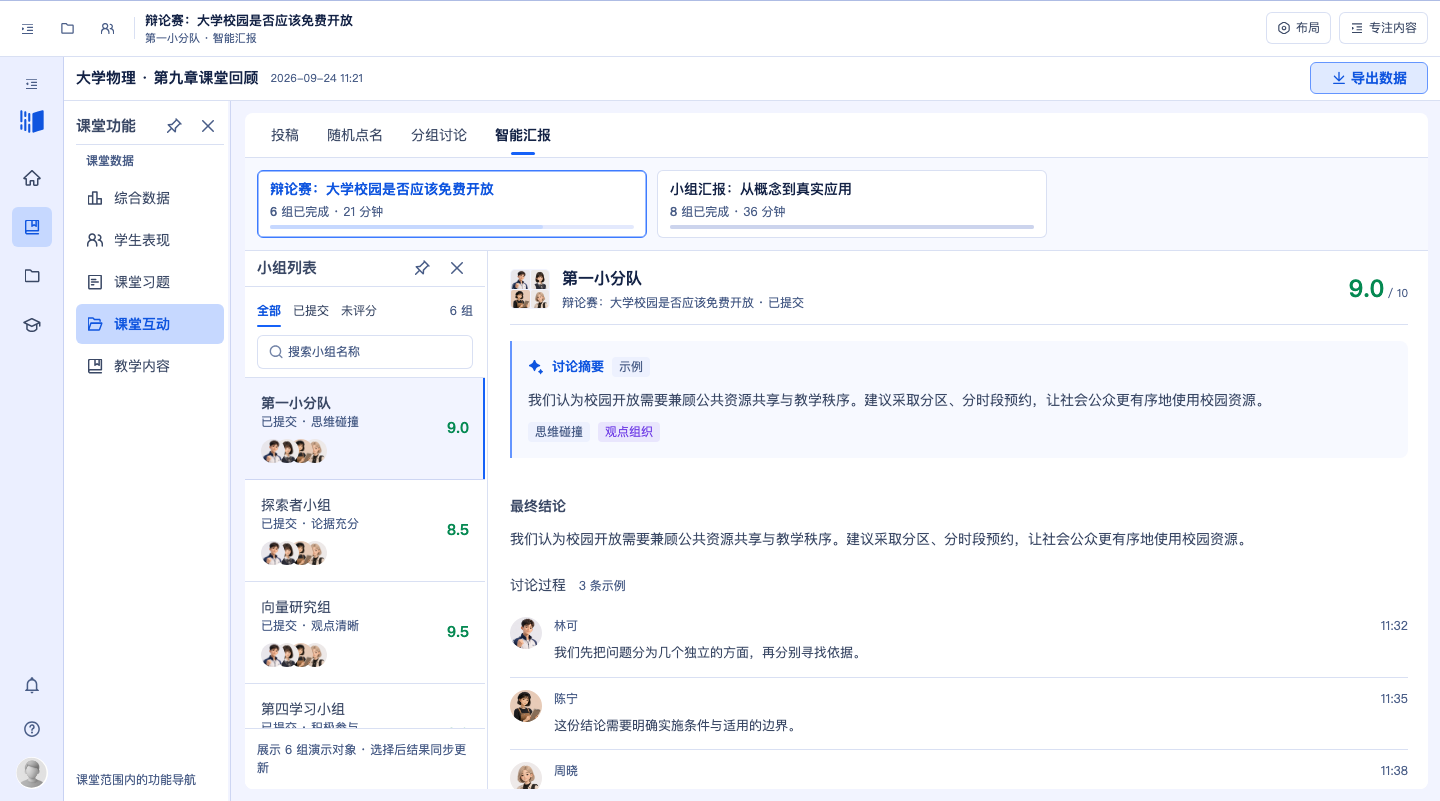 辩论赛：大学校园是否应该免费开放
第一小分队 · 智能汇报
布局
专注内容
大学物理 · 第九章课堂回顾 2026-09-24 11:21
导出数据
课堂功能
课堂数据
综合数据
学生表现
课堂习题
课堂互动
教学内容
课堂范围内的功能导航
投稿 随机点名 分组讨论 智能汇报
辩论赛：大学校园是否应该免费开放
6 组已完成 · 21 分钟
小组汇报：从概念到真实应用
8 组已完成 · 36 分钟
小组列表
全部 已提交 未评分 6 组
搜索小组名称
第一小分队
已提交 · 思维碰撞
9.0
探索者小组
已提交 · 论据充分
8.5
向量研究组
已提交 · 观点清晰
9.5
第四学习小组
已提交 · 积极参与
展示 6 组演示对象 · 选择后结果同步更
新
第一小分队
辩论赛：大学校园是否应该免费开放 · 已提交
9.0 / 10
讨论摘要 示例
我们认为校园开放需要兼顾公共资源共享与教学秩序。建议采取分区、分时段预约，让社会公众更有序地使用校园资源。
思维碰撞 观点组织
最终结论
我们认为校园开放需要兼顾公共资源共享与教学秩序。建议采取分区、分时段预约，让社会公众更有序地使用校园资源。
讨论过程 3 条示例
林可 11:32
我们先把问题分为几个独立的方面，再分别寻找依据。
陈宁 11:35
这份结论需要明确实施条件与适用的边界。
周晓 11:38